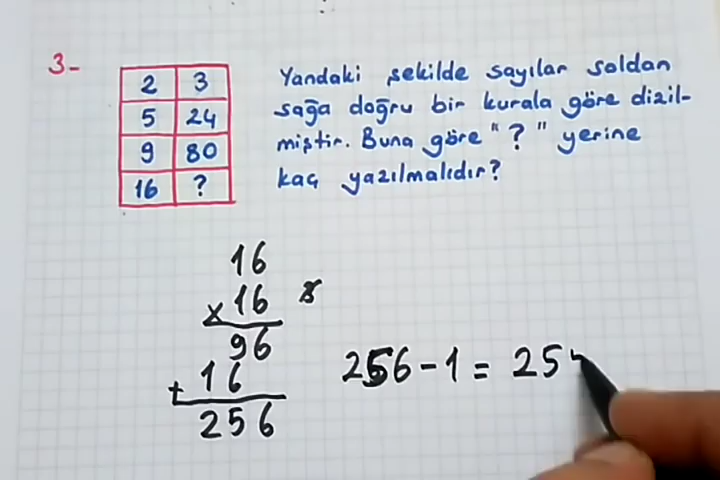 3-
2 3
5 24
9 80
16 ?
Yandaki şekilde sayılar soldan
sağa doğru bir kurala göre dizil-
miştir. Buna göre "?" yerine
kaç yazılmalıdır?
16
x 16
96
+ 16
256
256 - 1 = 25